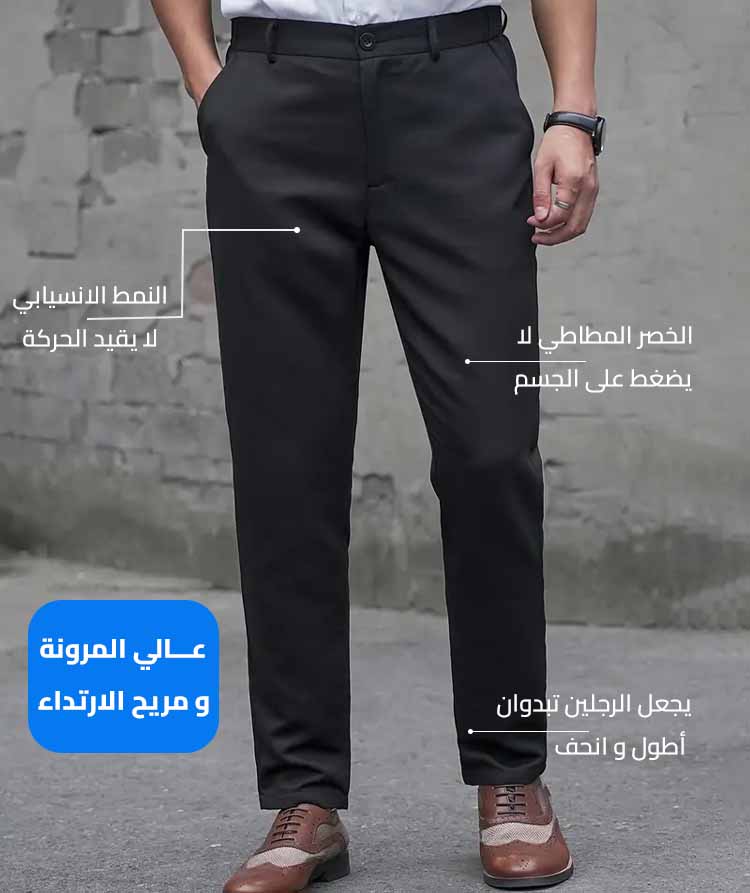 النمط الانسيابي
لا يقيد الحركة
الخصر المطاطي لا
يضغط على الجسم
عـــالي المرونة
و مريح الارتداء
يجعل الرجلين تبدوان
أطول و انحف